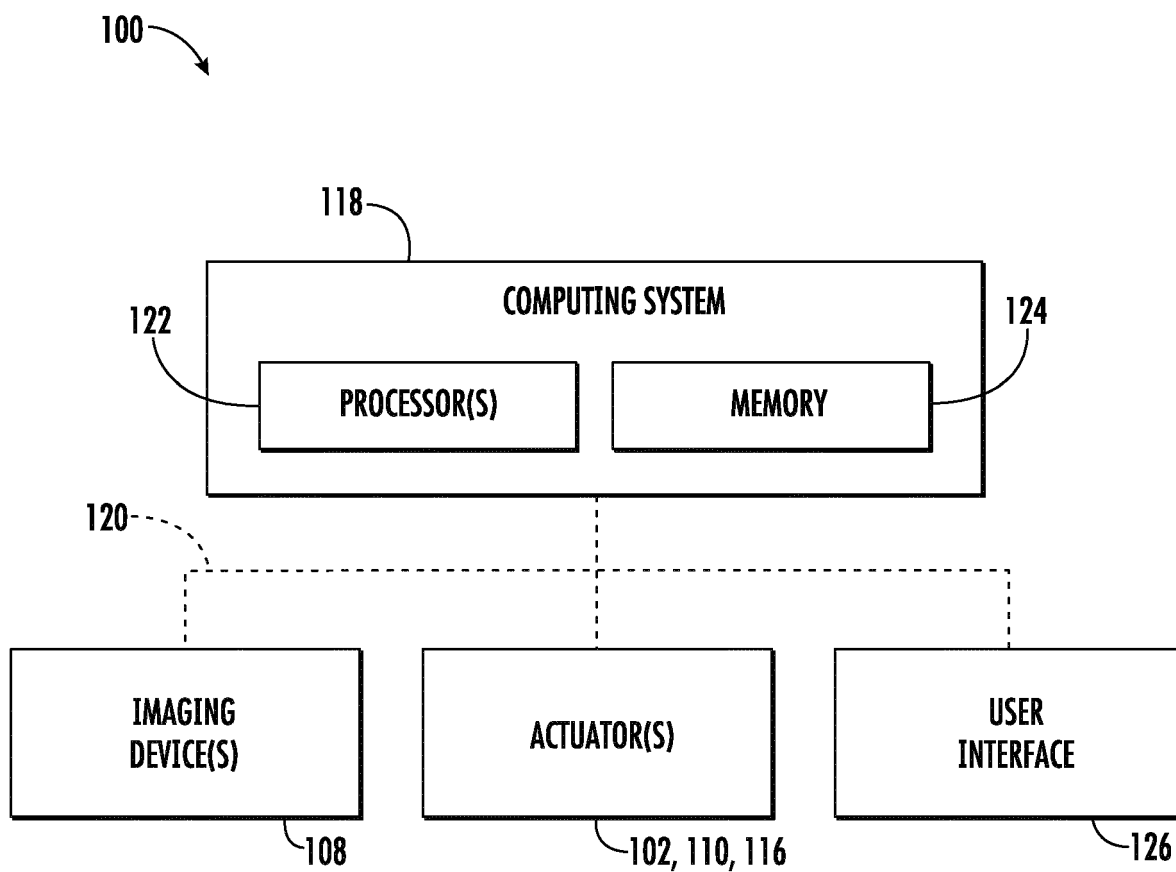 100
118
COMPUTING SYSTEM
122
124
PROCESSOR(S)
MEMORY
120
IMAGING
DEVICE(S)
ACTUATOR(S)
USER
INTERFACE
108
102, 110, 116
126